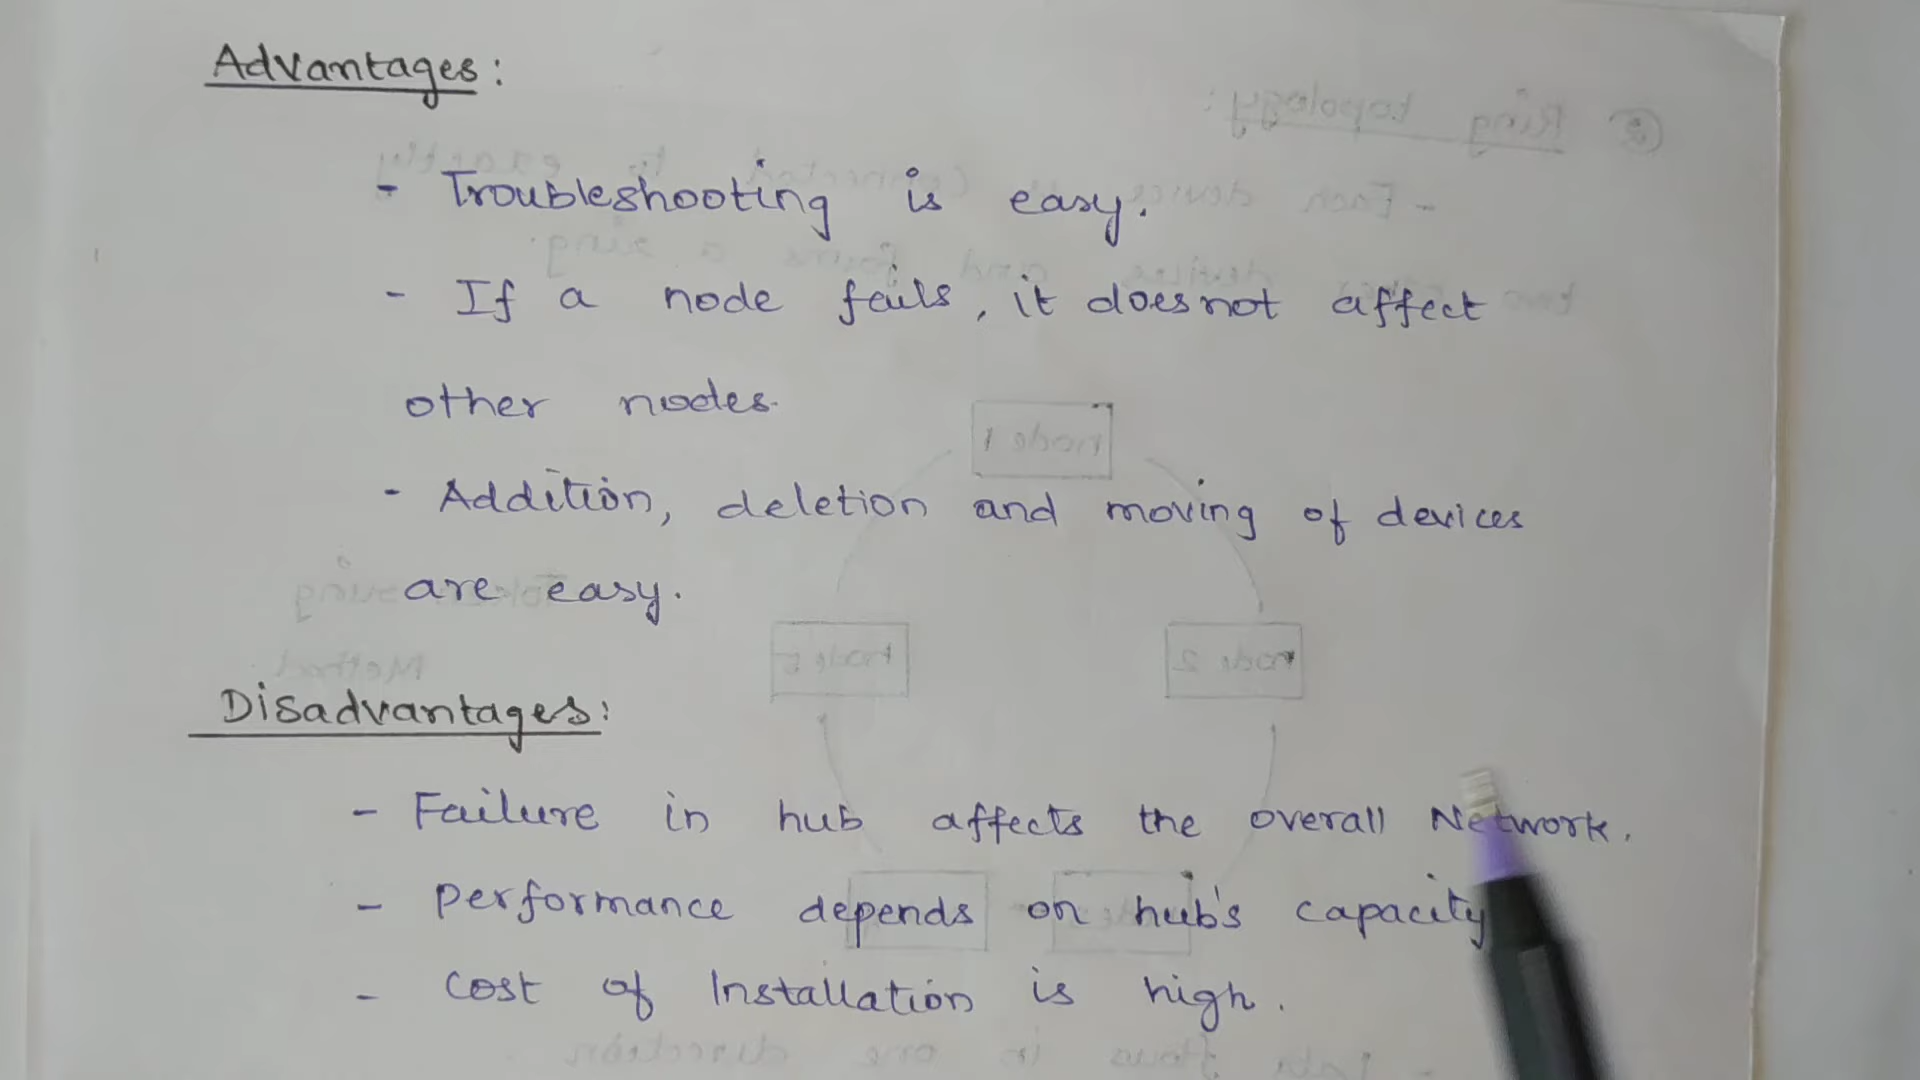 Advantages:
- Troubleshooting is easy.
- If a node fails, it does not affect
other nodes.
- Addition, deletion and moving of devices
are easy.
Disadvantages:
- Failure in hub affects the overall Network.
- Performance depends on hub's capacity
- Cost of Installation is high.